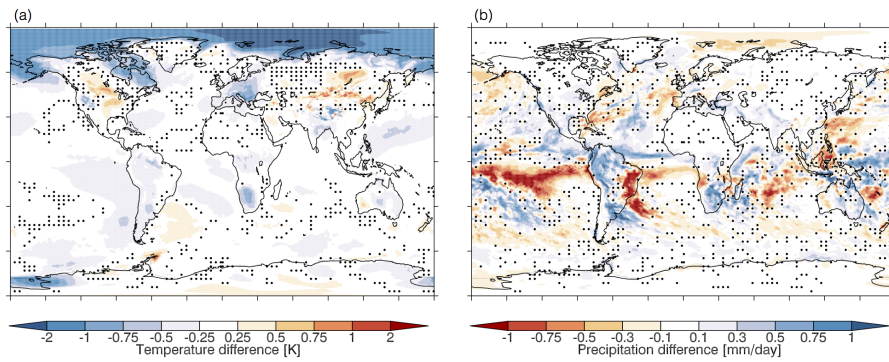 (a)
(b)
-2 -1 -0.75 -0.5 -0.25 0.25 0.5 0.75 1 2
Temperature difference [K]
-1 -0.75 -0.5 -0.3 -0.1 0.1 0.3 0.5 0.75 1
Precipitation difference [mm/day]